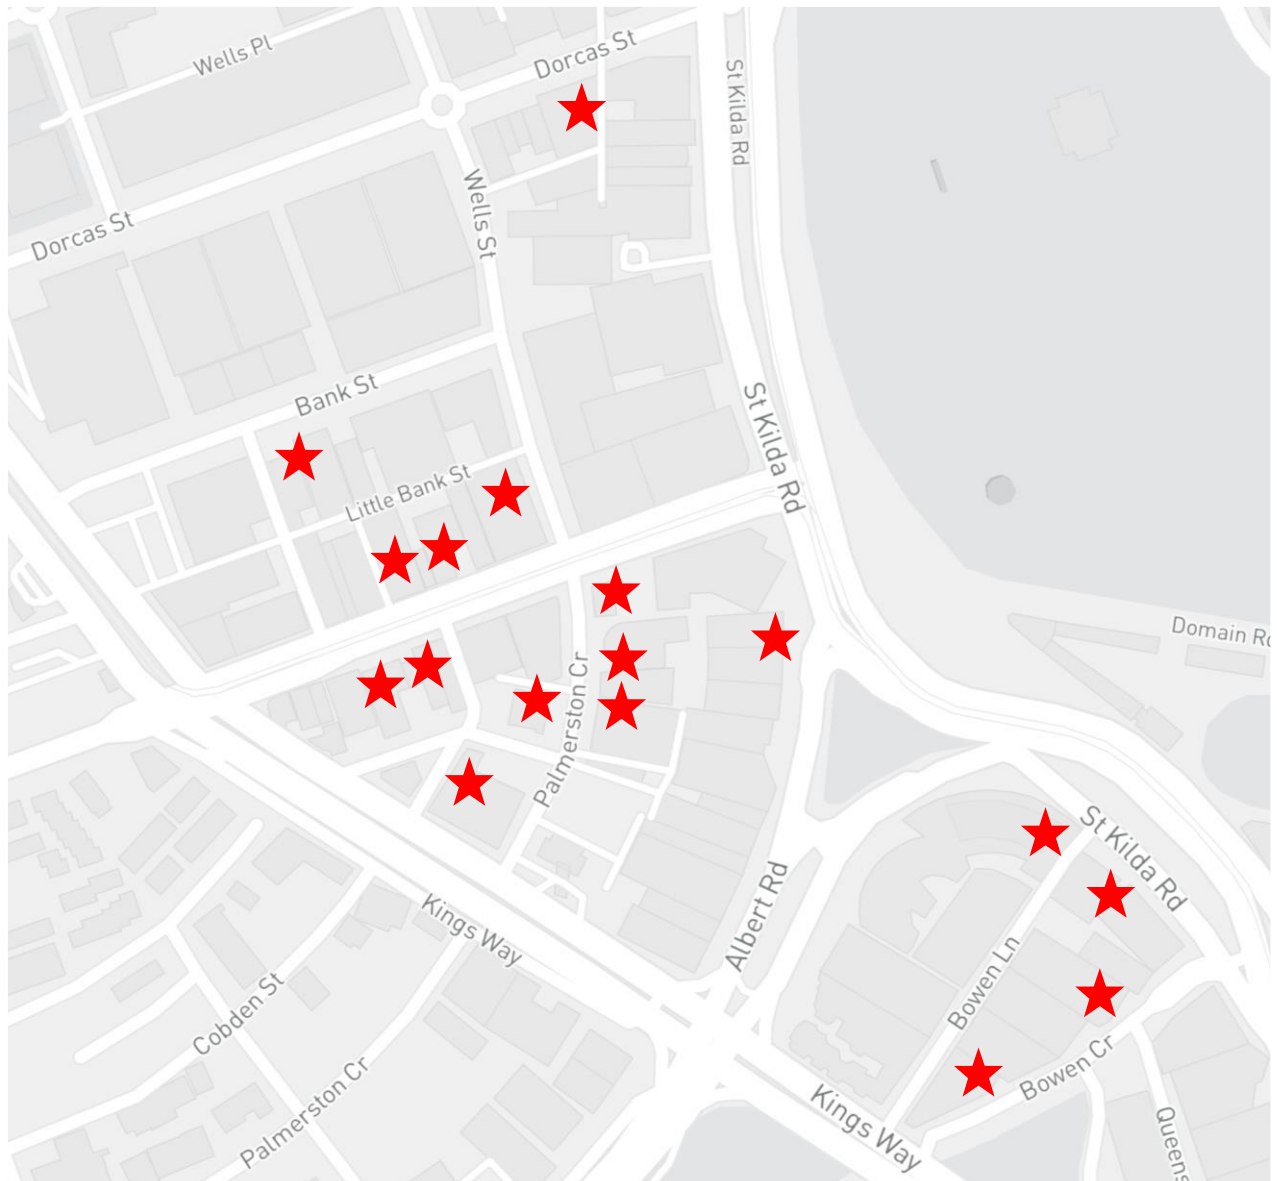 Wells Pl
Dorcas St
St Kilda Rd
Wells St
Dorcas St
Bank St
St Kilda Rd
Little Bank St
Domain Rd
Palmerston Cr
St Kilda Rd
Albert Rd
Kings Way
Bowen Ln
Cobden St
Bowen Cr
Palmerston Cr
Kings Way
Queens